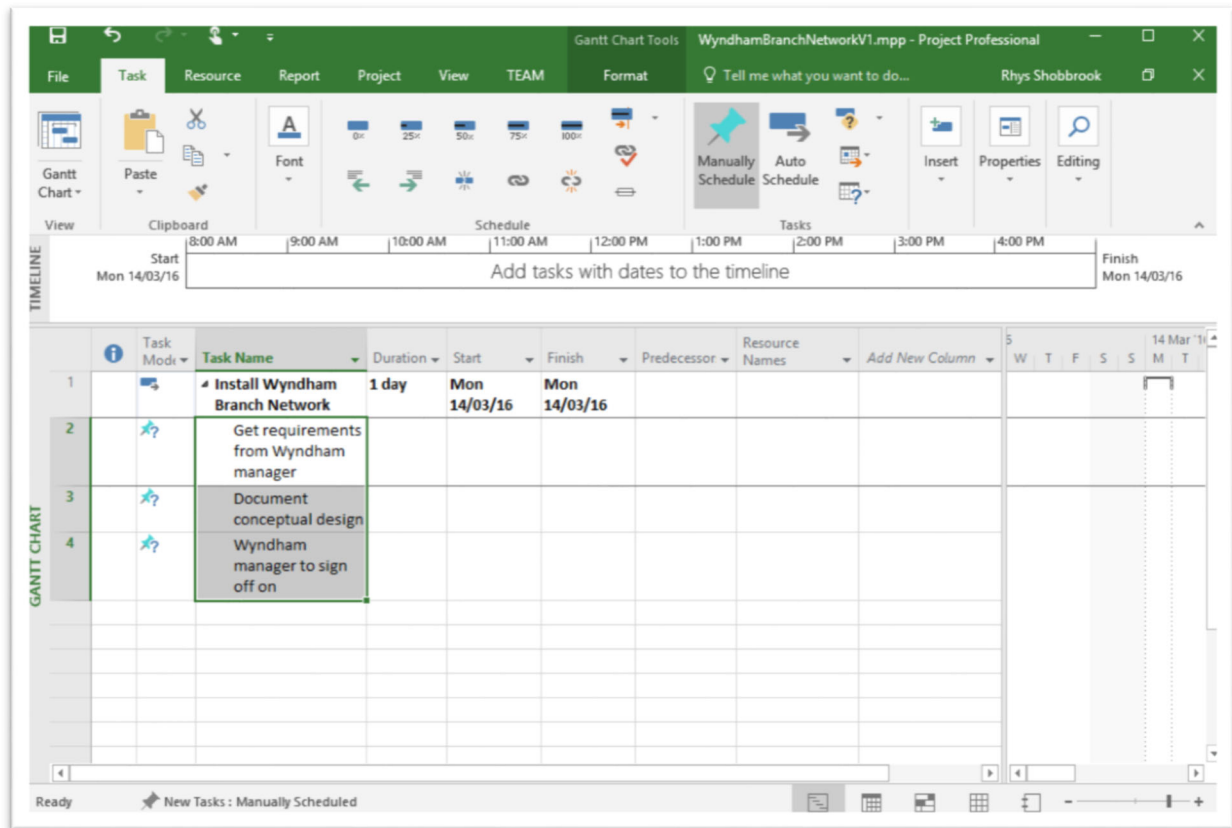 Gantt Chart Tools WyndhamBranchNetworkV1.mpp - Project Professional
File Task Resource Report Project View TEAM Format Tell me what you want to do... Rhys Shobbrook
0% 25% 50% 75% 100%
Gantt Chart
Paste
Font
Manually Schedule
Auto Schedule
Insert
Properties
Editing
View Clipboard Schedule Tasks
TIMELINE
8:00 AM 9:00 AM 10:00 AM 11:00 AM 12:00 PM 1:00 PM 2:00 PM 3:00 PM 4:00 PM
Start
Mon 14/03/16
Add tasks with dates to the timeline
Finish
Mon 14/03/16
GANTT CHART
Task
Mode Task Name Duration Start Finish Predecessor
Resource
Names
Add New Column
14 Mar '1
W T F S S M T
1 Install Wyndham 1 day Mon Mon
Branch Network 14/03/16 14/03/16
2 Get requirements
from Wyndham
manager
3 Document
conceptual design
4 Wyndham
manager to sign
off on
Ready New Tasks : Manually Scheduled